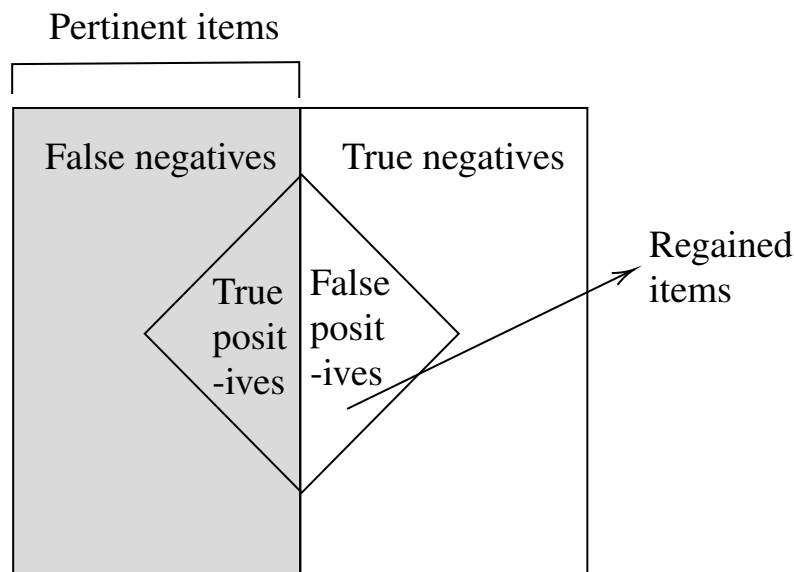 Pertinent items
False negatives
True negatives
True
posit
-ives
False
posit
-ives
Regained
items